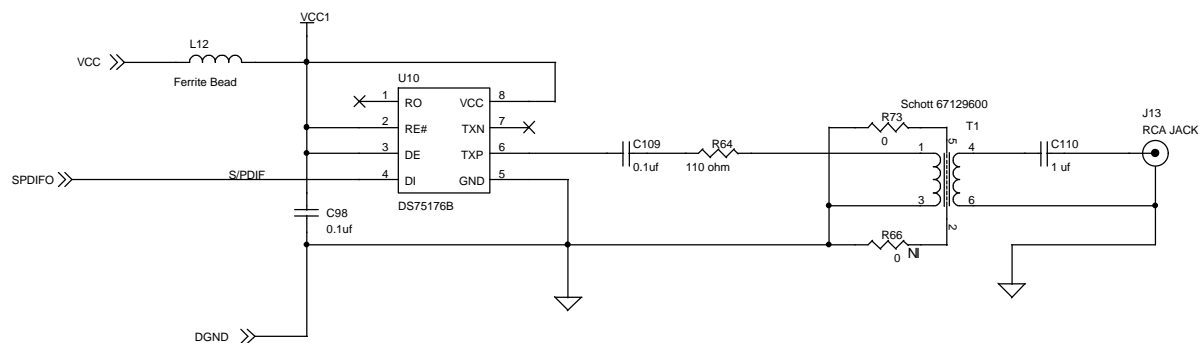 VCC1
L12
VCC
Ferrite Bead
U10
1 RO VCC 8
2 RE# TXN 7
3 DE TXP 6
4 DI GND 5
DS75176B
SPDIFO
S/PDIF
C98
0.1uf
DGND
C109
0.1uf
R64
110 ohm
Schott 67129600
R73
0
T1
5
1
4
3
6
2
R66
0
NI
C110
1 uf
J13
RCA JACK